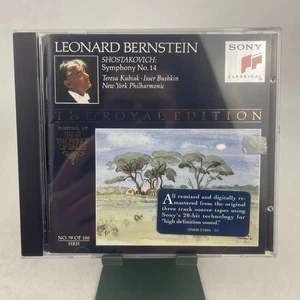 LEONARD BERNSTEIN
SHOSTAKOVICH:
Symphony No. 14
Teresa Kubiak · Isser Bushkin
New York Philharmonic
SONY
CLASSICAL
THE ROYAL EDITION
All remixed and digitally re-
mastered from the original
three track source tapes using
Sony's 20-bit technology for
"high definition sound."
NO. 79 OF 100
HRH